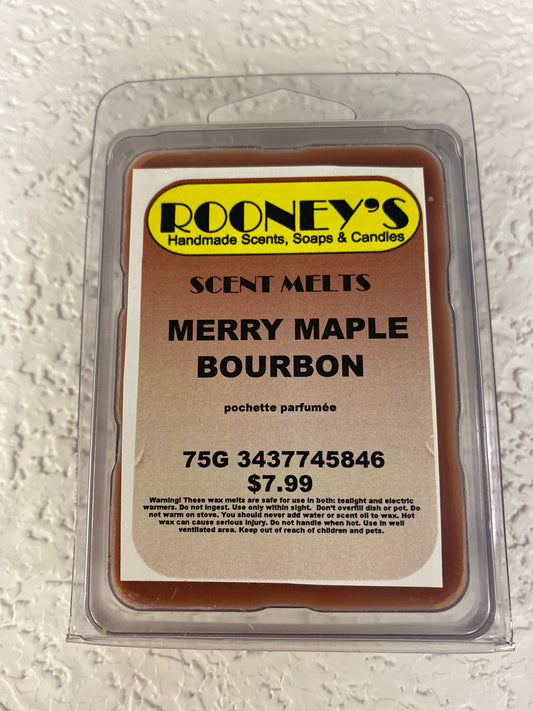 ROONEY'S
Handmade Scents, Soaps & Candles
SCENT MELTS
MERRY MAPLE
BOURBON
pochette parfumée
75G 3437745846
$7.99
Warning! These wax melts are safe for use in both: tealight and electric
warmers. Do not ingest. Use only within sight. Don't overfill dish or pot. Do
not warm on stove. You should never add water or scent oil to wax. Hot
wax can cause serious injury. Do not handle when hot. Use in well
ventilated area. Keep out of reach of children and pets.